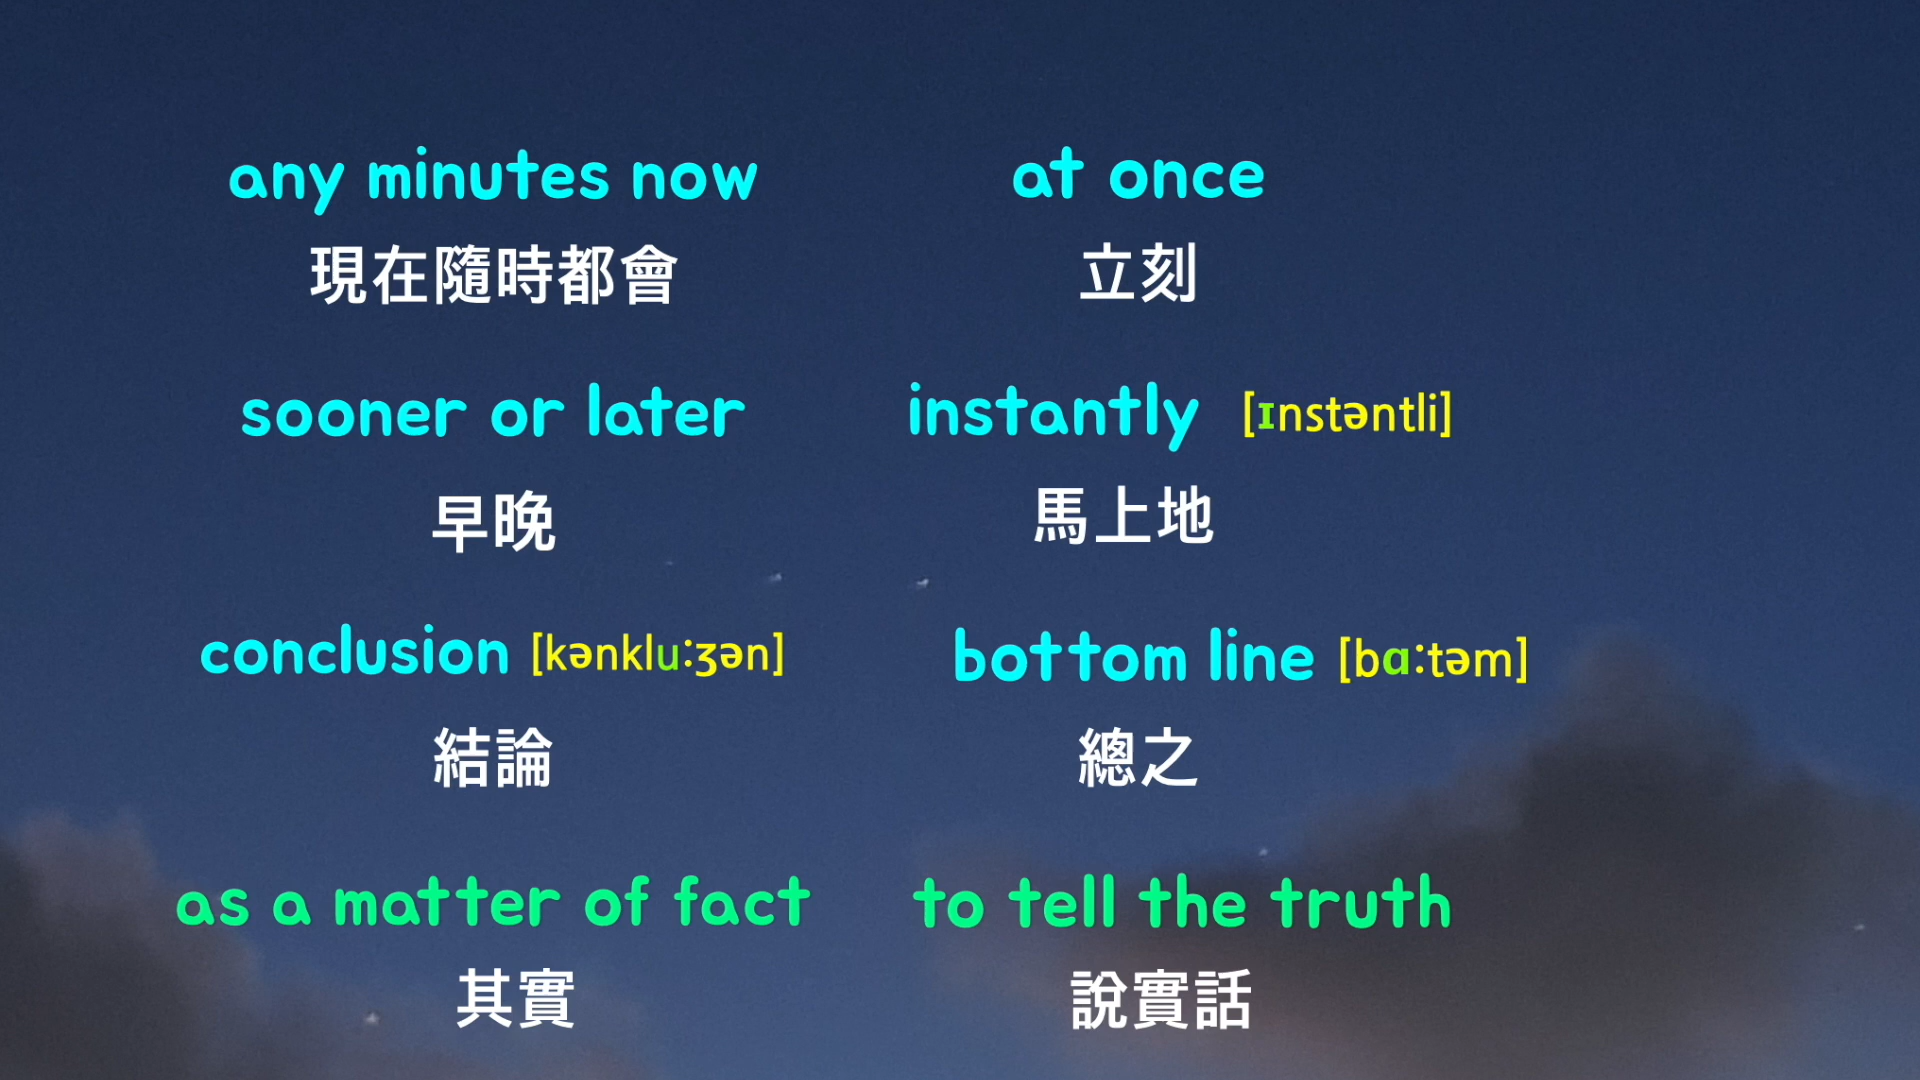 any minutes now
現在隨時都會
at once
立刻
sooner or later
早晚
instantly [ɪnstəntli]
馬上地
conclusion [kənklu:ʒən]
結論
bottom line [bɑ:təm]
總之
as a matter of fact
其實
to tell the truth
說實話